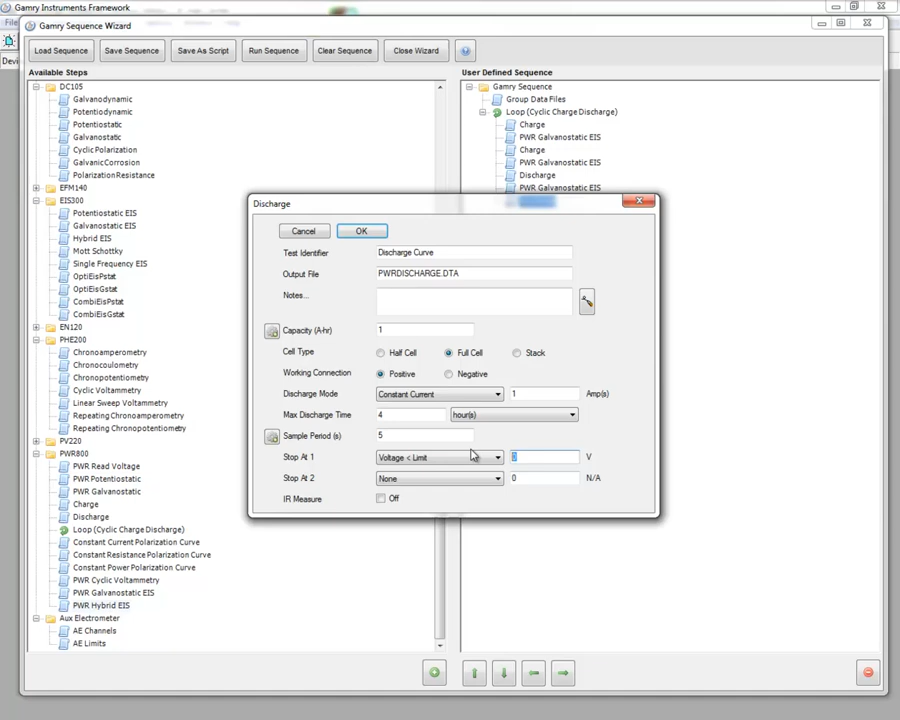 Gamry Instruments Framework
Gamry Sequence Wizard
Load Sequence
Save Sequence
Save As Script
Run Sequence
Clear Sequence
Close Wizard
Available Steps
DC105
Galvanodynamic
Potentiodynamic
Potentiostatic
Galvanostatic
Cyclic Polarization
GalvanicCorrosion
PolarizationResistance
EFM140
EIS300
Potentiostatic EIS
Galvanostatic EIS
Hybrid EIS
Mott Schottky
Single Frequency EIS
OptiEisPstat
OptiEisGstat
CombiEisPstat
CombiEisGstat
EN120
PHE200
Chronoamperometry
Chronocoulometry
Chronopotentiometry
Cyclic Voltammetry
Linear Sweep Voltammetry
Repeating Chronoamperometry
Repeating Chronopotentiometry
PV220
PWR800
PWR Read Voltage
PWR Potentiostatic EIS
PWR Galvanostatic
Charge
Discharge
Loop (Cyclic Charge Discharge)
Constant Current Polarization Curve
Constant Resistance Polarization Curve
Constant Power Polarization Curve
PWR Cyclic Voltammetry
PWR Galvanostatic EIS
PWR Hybrid EIS
Aux Electrometer
AE Channels
AE Limits
User Defined Sequence
Gamry Sequence
Group Data Files
Loop (Cyclic Charge Discharge)
Charge
PWR Galvanostatic EIS
Charge
PWR Galvanostatic EIS
Discharge
PWR Galvanostatic EIS
Discharge
Cancel
OK
Test Identifier
Discharge Curve
Output File
PWRDISCHARGE.DTA
Notes...
Capacity (A-hr)
1
Cell Type
Half Cell
Full Cell
Stack
Working Connection
Positive
Negative
Discharge Mode
Constant Current
1
Amp(s)
Max Discharge Time
4
hour(s)
Sample Period (s)
5
Stop At 1
Voltage < Limit
0
V
Stop At 2
None
0
N/A
IR Measure
Off